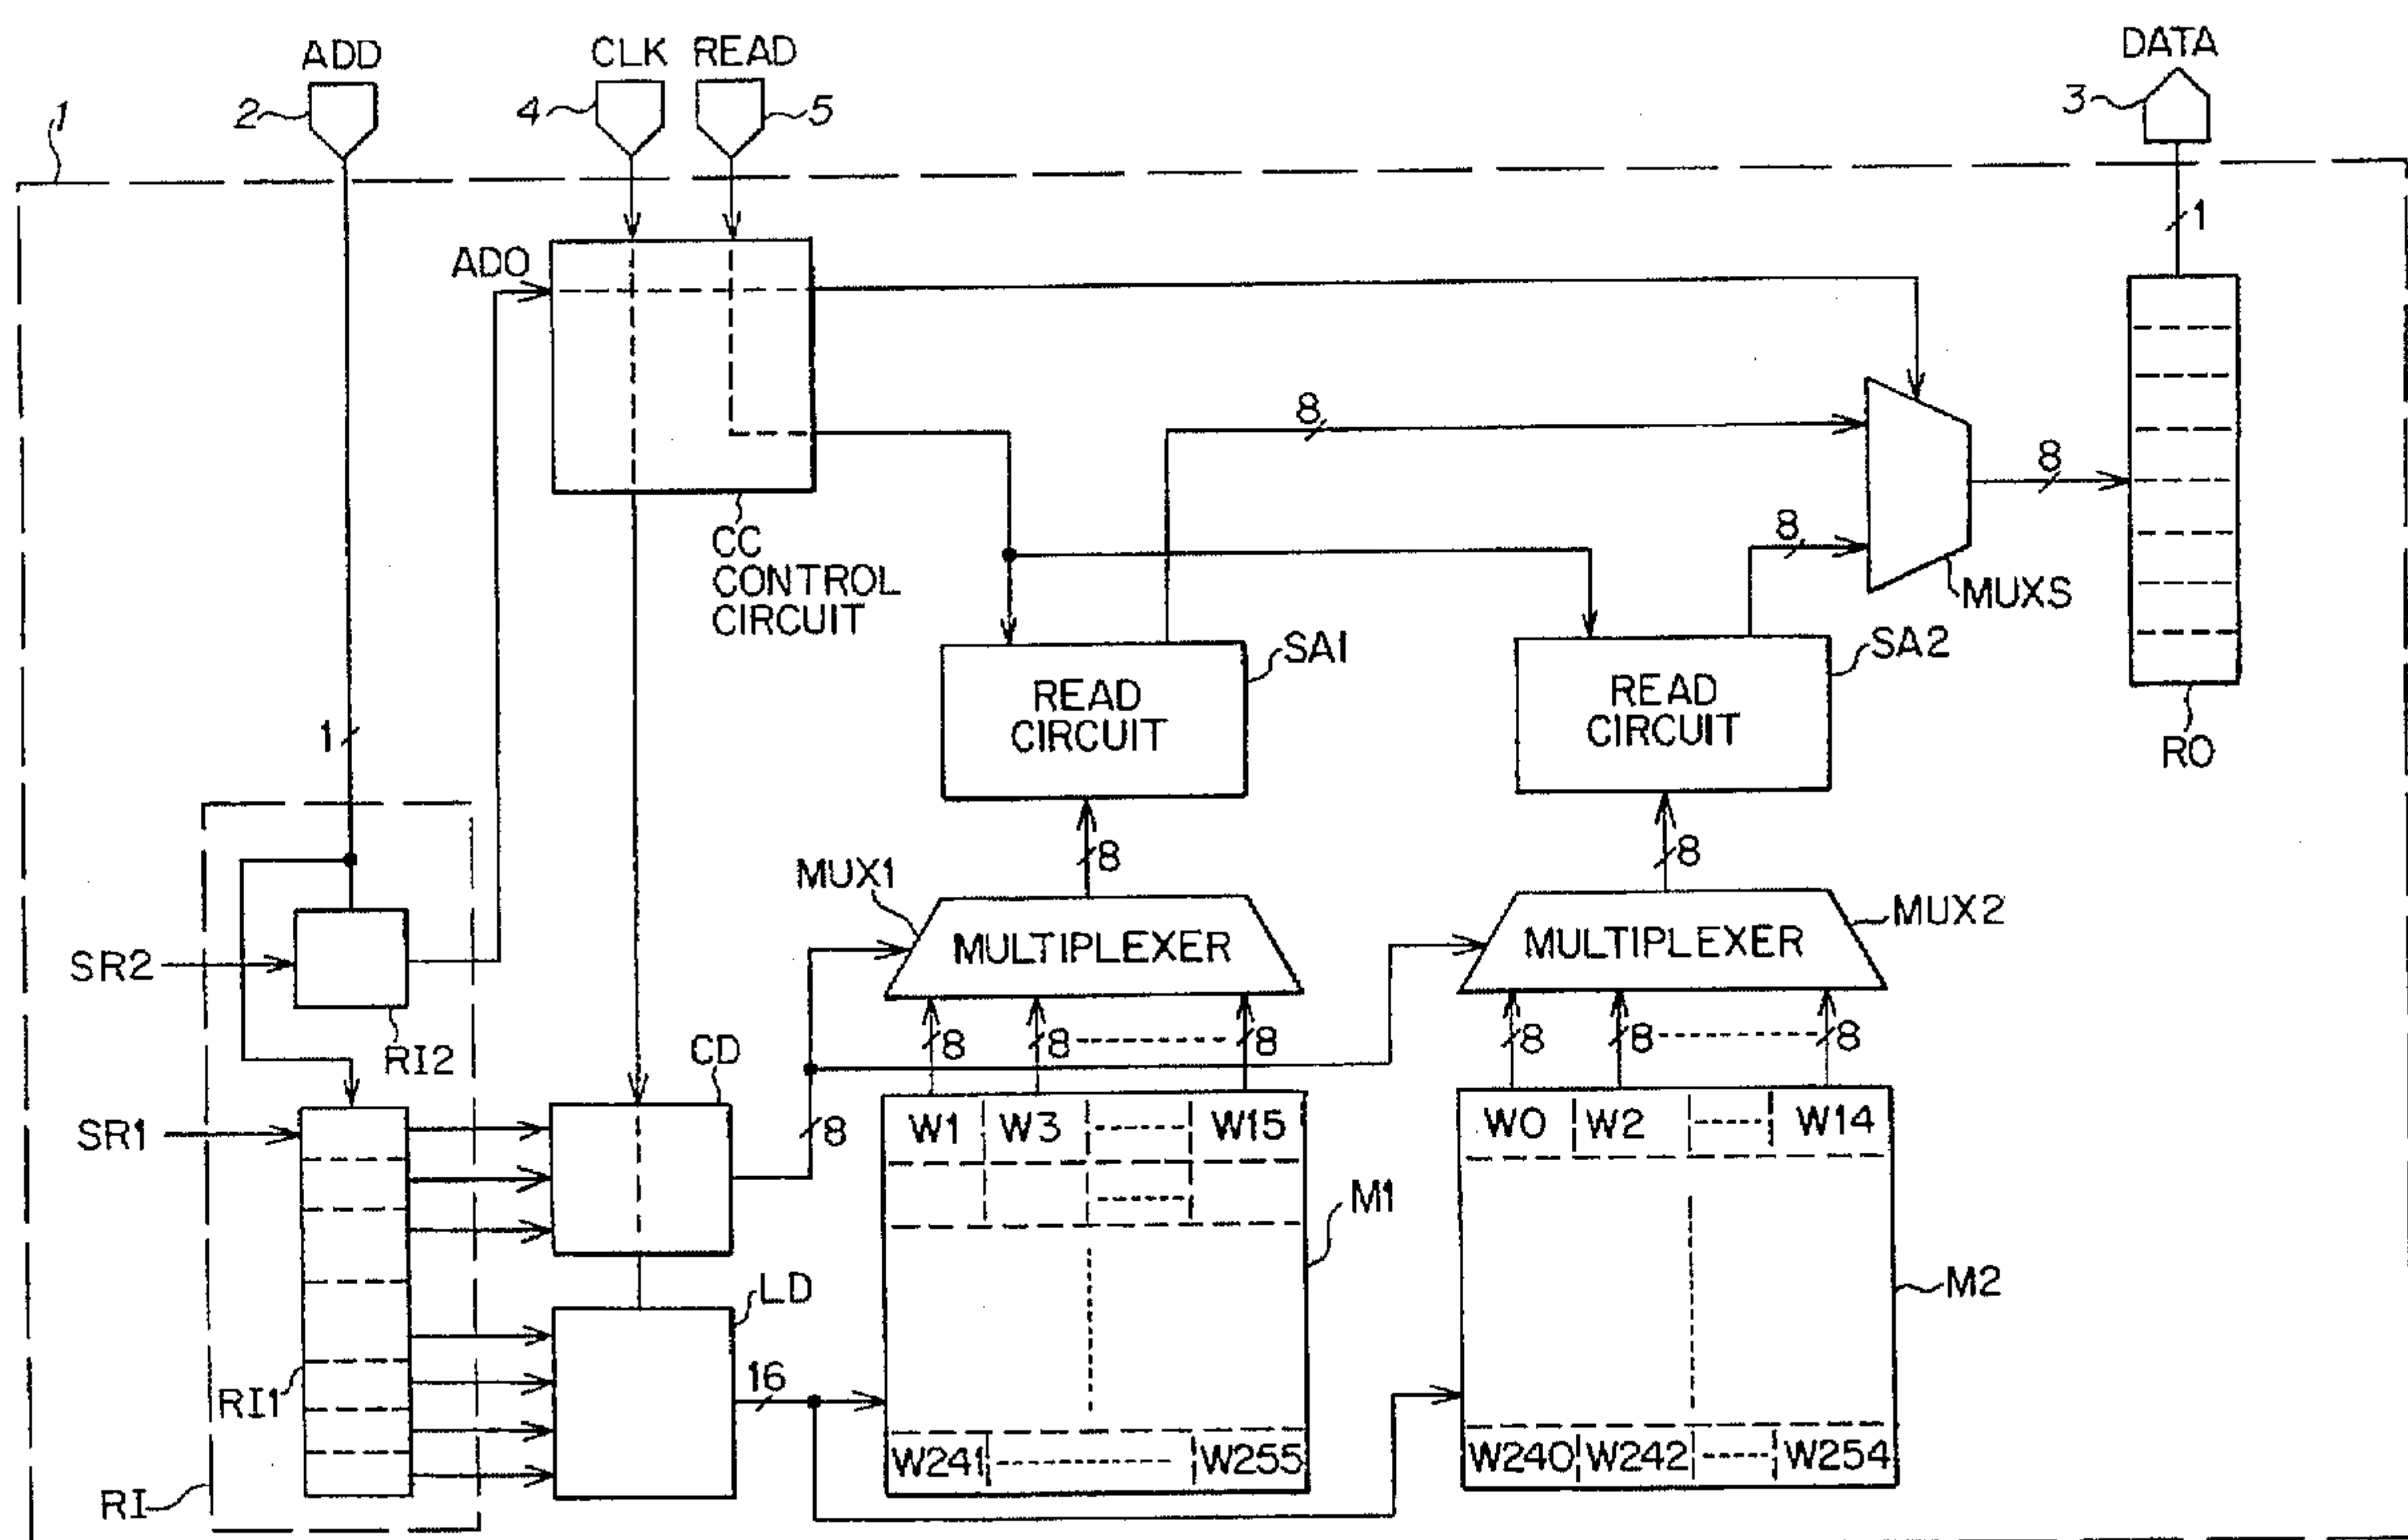 ADD
CLK
READ
DATA
1
2
4
5
3
1
ADO
8
8
8
CC
CONTROL
CIRCUIT
MUXS
SA1
SA2
READ
CIRCUIT
READ
CIRCUIT
RO
1
8
8
MUX1
MULTIPLEXER
MUX2
MULTIPLEXER
SR2
RI2
8
8
8
8
8
8
CD
SR1
8
W1
W3
W15
W0
W2
W14
M1
M2
LD
16
RI1
W241
W255
W240
W242
W254
RI